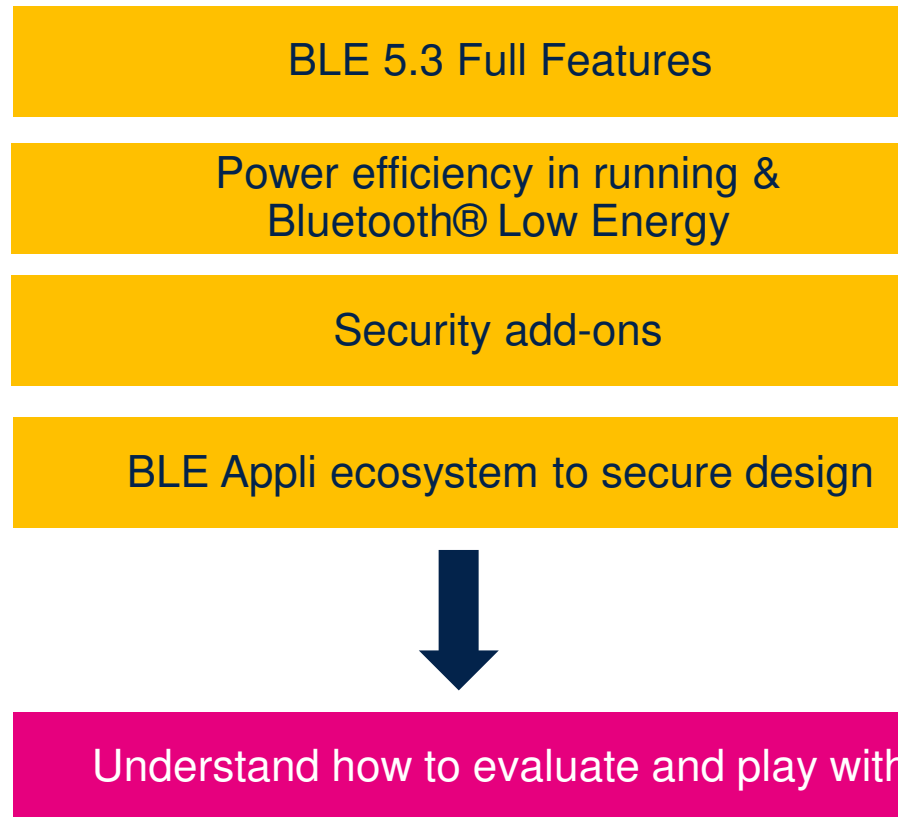 BLE 5.3 Full Features
Power efficiency in running &
Bluetooth® Low Energy
Security add-ons
BLE Appli ecosystem to secure design
Understand how to evaluate and play with